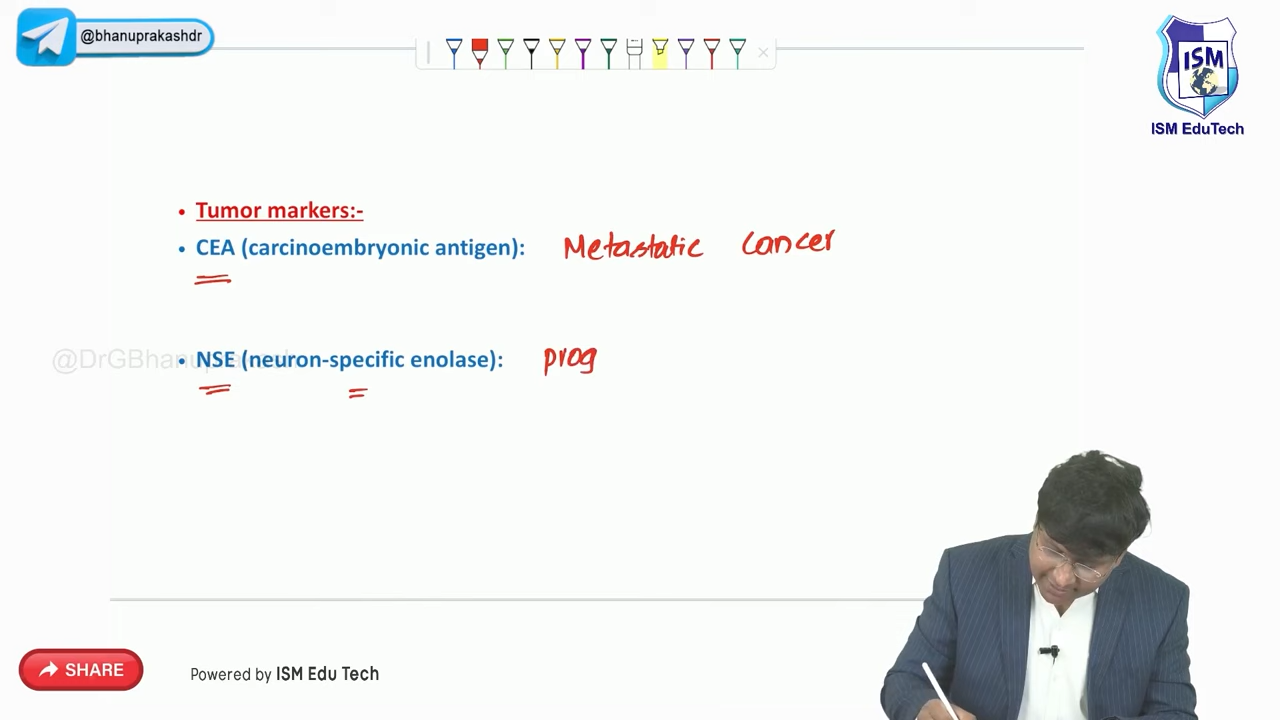 @bhanuprakashdr
ISM
ISM EduTech
• Tumor markers:-
• CEA (carcinoembryonic antigen): Metastatic cancer
@DrGBhanuprakash
• NSE (neuron-specific enolase): prog
SHARE
Powered by ISM Edu Tech